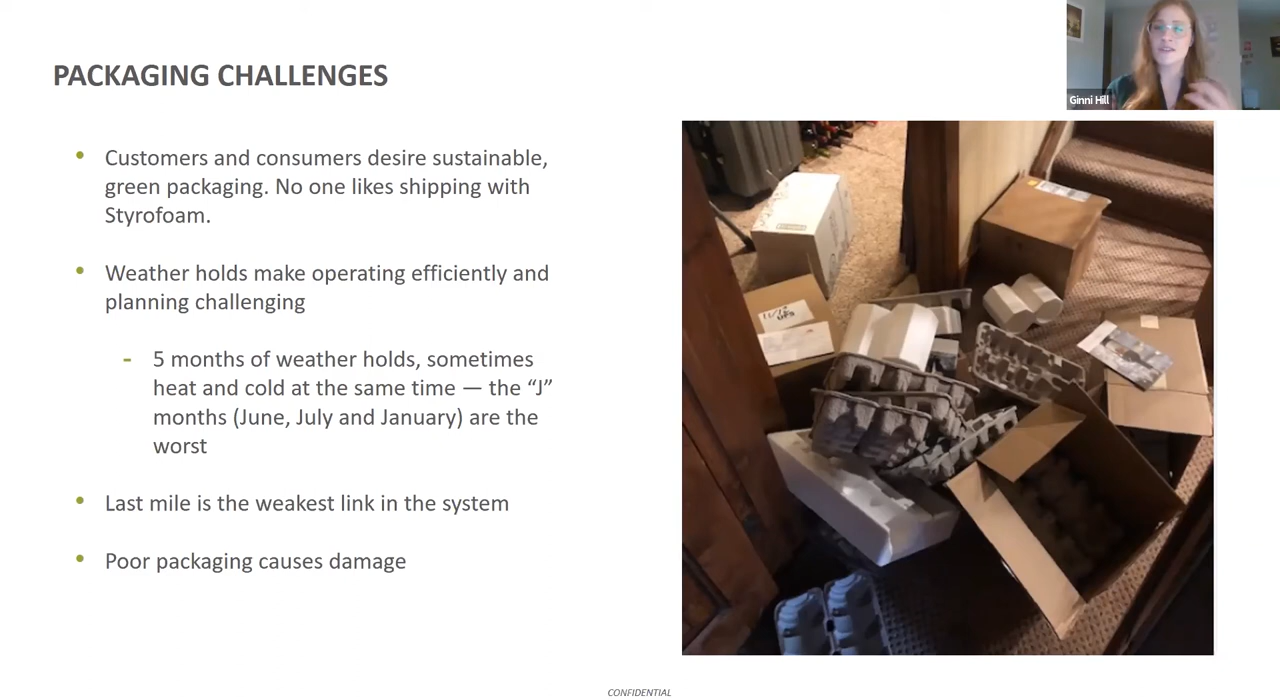 PACKAGING CHALLENGES
Ginni Hill
• Customers and consumers desire sustainable,
green packaging. No one likes shipping with
Styrofoam.
• Weather holds make operating efficiently and
planning challenging
- 5 months of weather holds, sometimes
heat and cold at the same time — the “J”
months (June, July and January) are the
worst
• Last mile is the weakest link in the system
• Poor packaging causes damage
UPS
CONFIDENTIAL